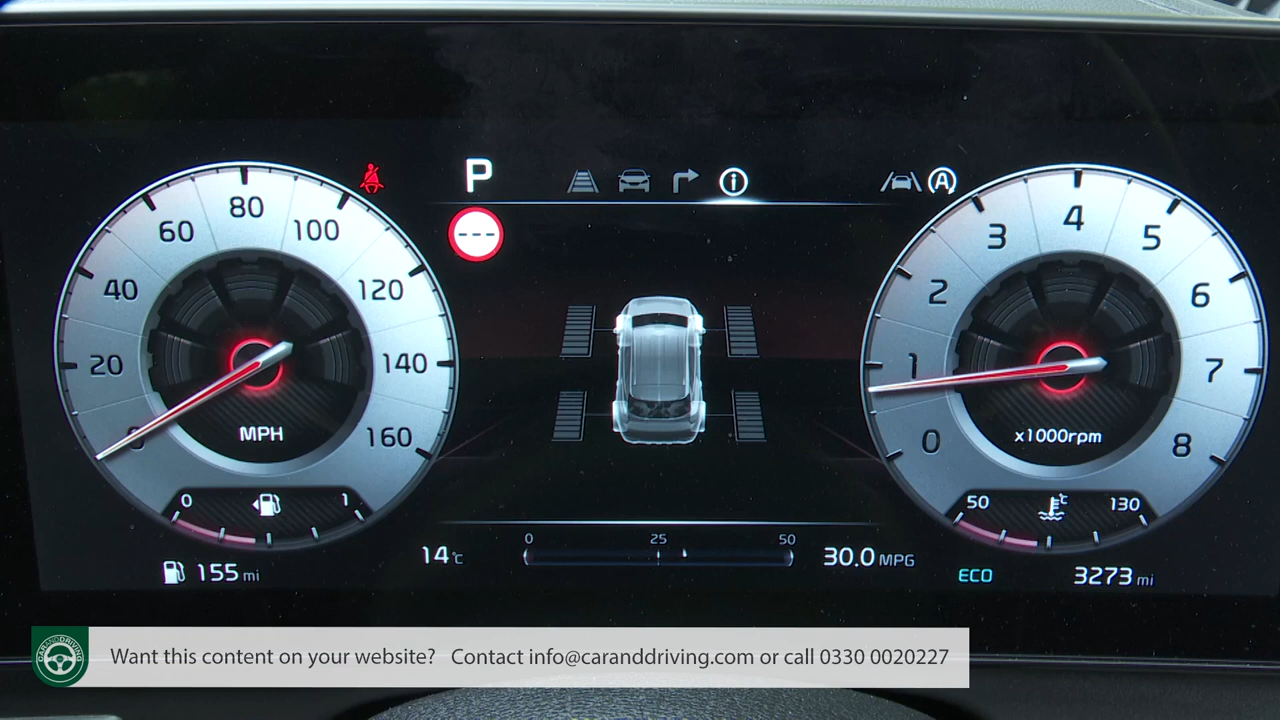 80
60
100
40
120
20
140
0
160
MPH
0
1
155 mi
P
i
A
---
14°C
0
25
50
30.0 MPG
4
3
5
2
6
1
7
0
8
x1000rpm
50
°C
130
ECO
3273 mi
CARANDDRIVING
Want this content on your website? Contact info@caranddriving.com or call 0330 0020227